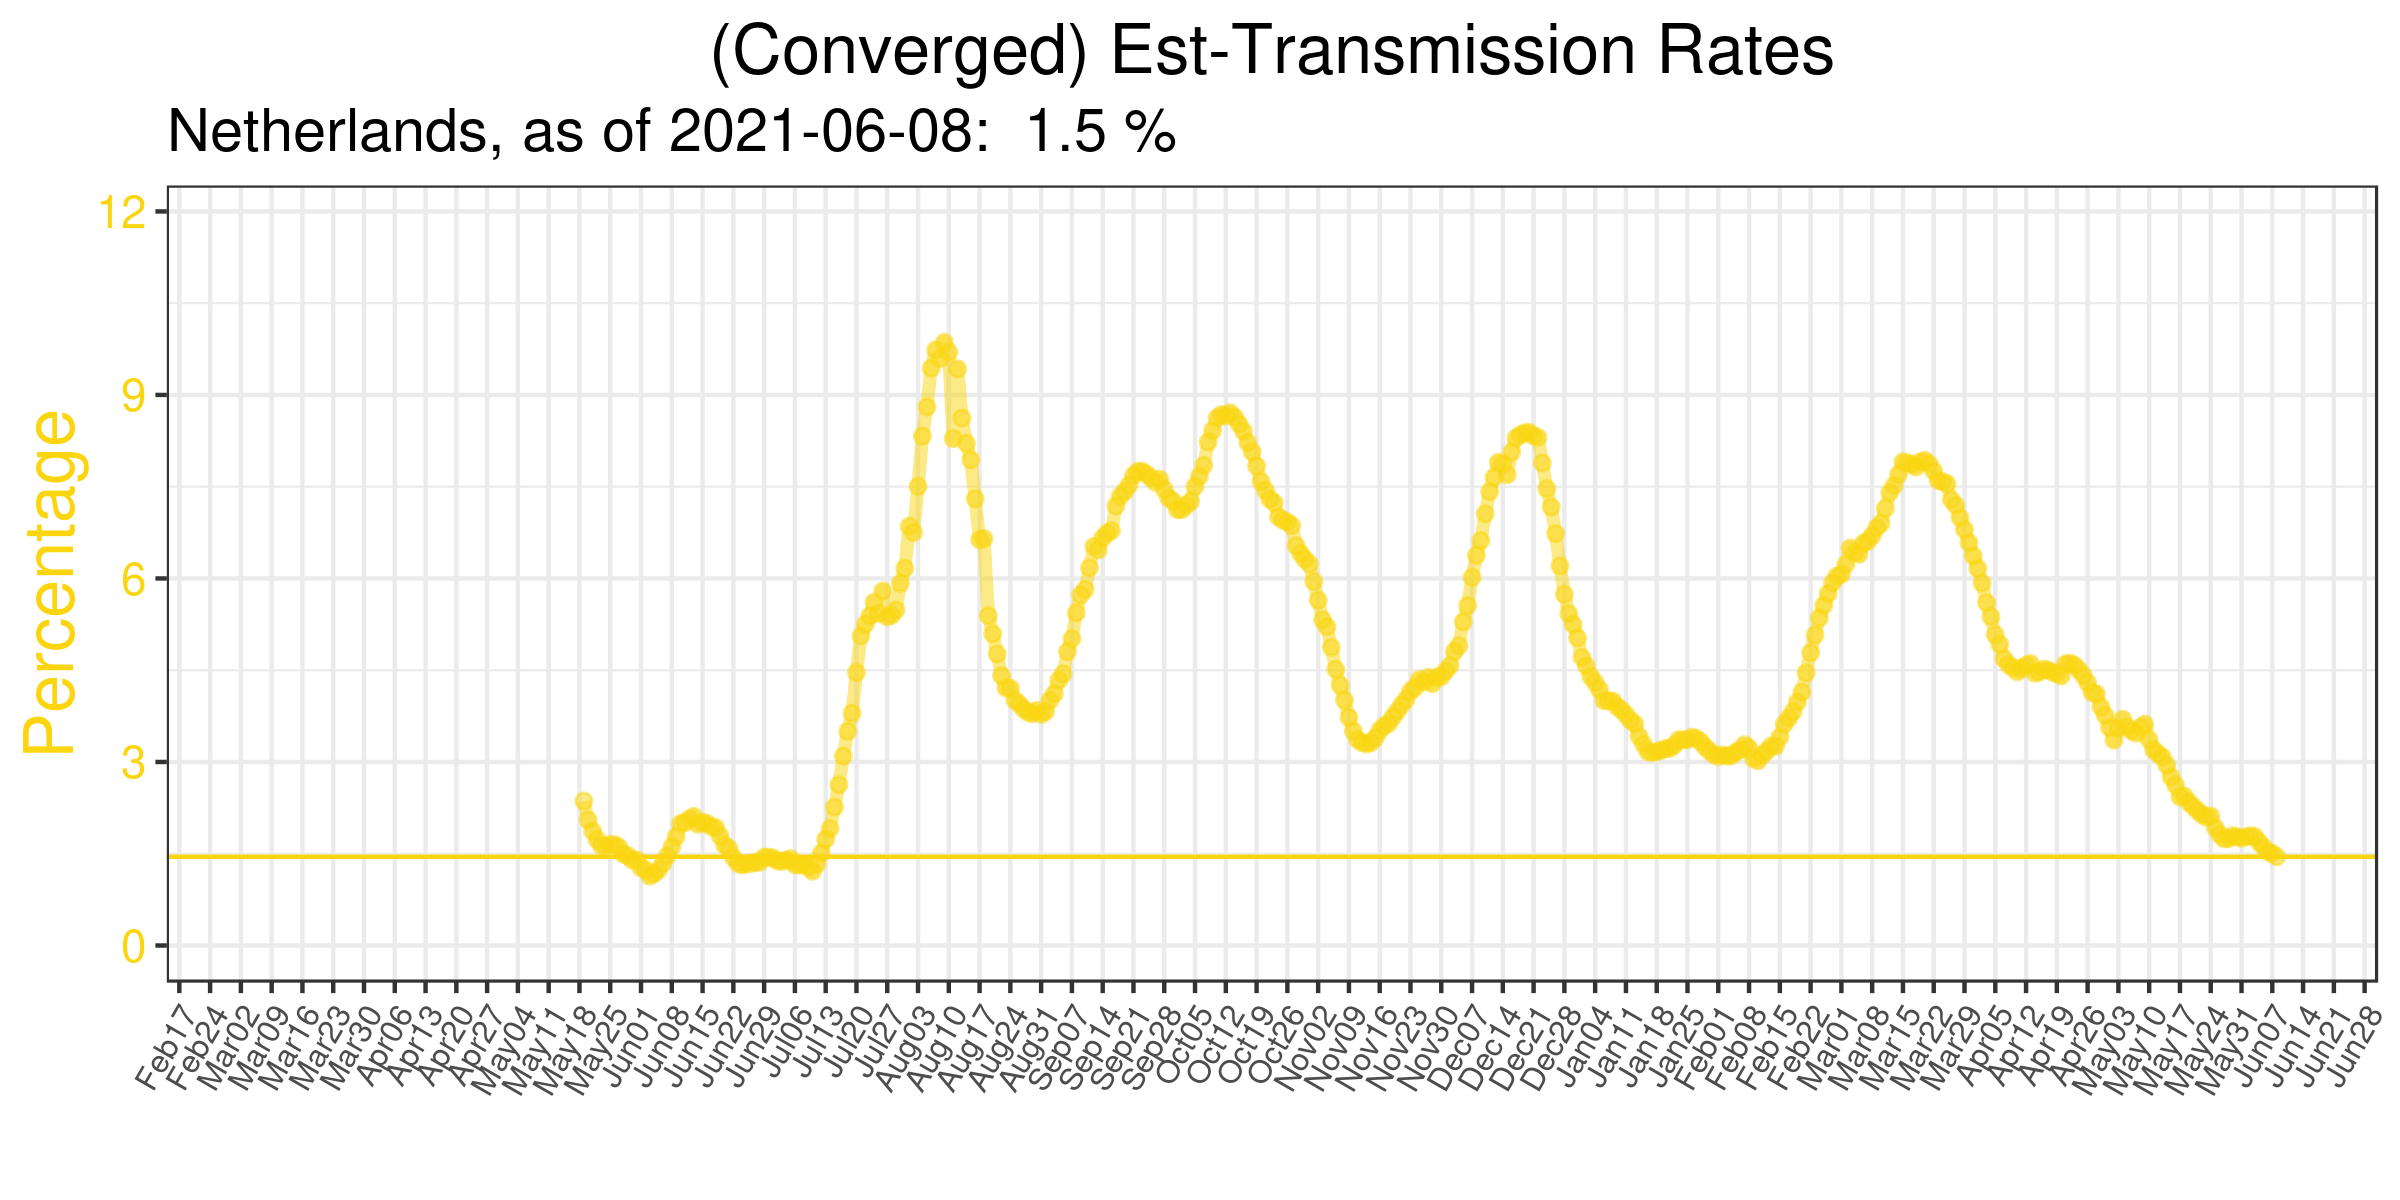 (Converged) Est-Transmission Rates
Netherlands, as of 2021-06-08:  1.5 %
Percentage
12
9
6
3
0
Feb17
Feb24
Mar02
Mar09
Mar16
Mar23
Mar30
Apr06
Apr13
Apr20
Apr27
May04
May11
May18
May25
Jun01
Jun08
Jun15
Jun22
Jun29
Jul06
Jul13
Jul20
Jul27
Aug03
Aug10
Aug17
Aug24
Aug31
Sep07
Sep14
Sep21
Sep28
Oct05
Oct12
Oct19
Oct26
Nov02
Nov09
Nov16
Nov23
Nov30
Dec07
Dec14
Dec21
Dec28
Jan04
Jan11
Jan18
Jan25
Feb01
Feb08
Feb15
Feb22
Mar01
Mar08
Mar15
Mar22
Mar29
Apr05
Apr12
Apr19
Apr26
May03
May10
May17
May24
May31
Jun07
Jun14
Jun21
Jun28